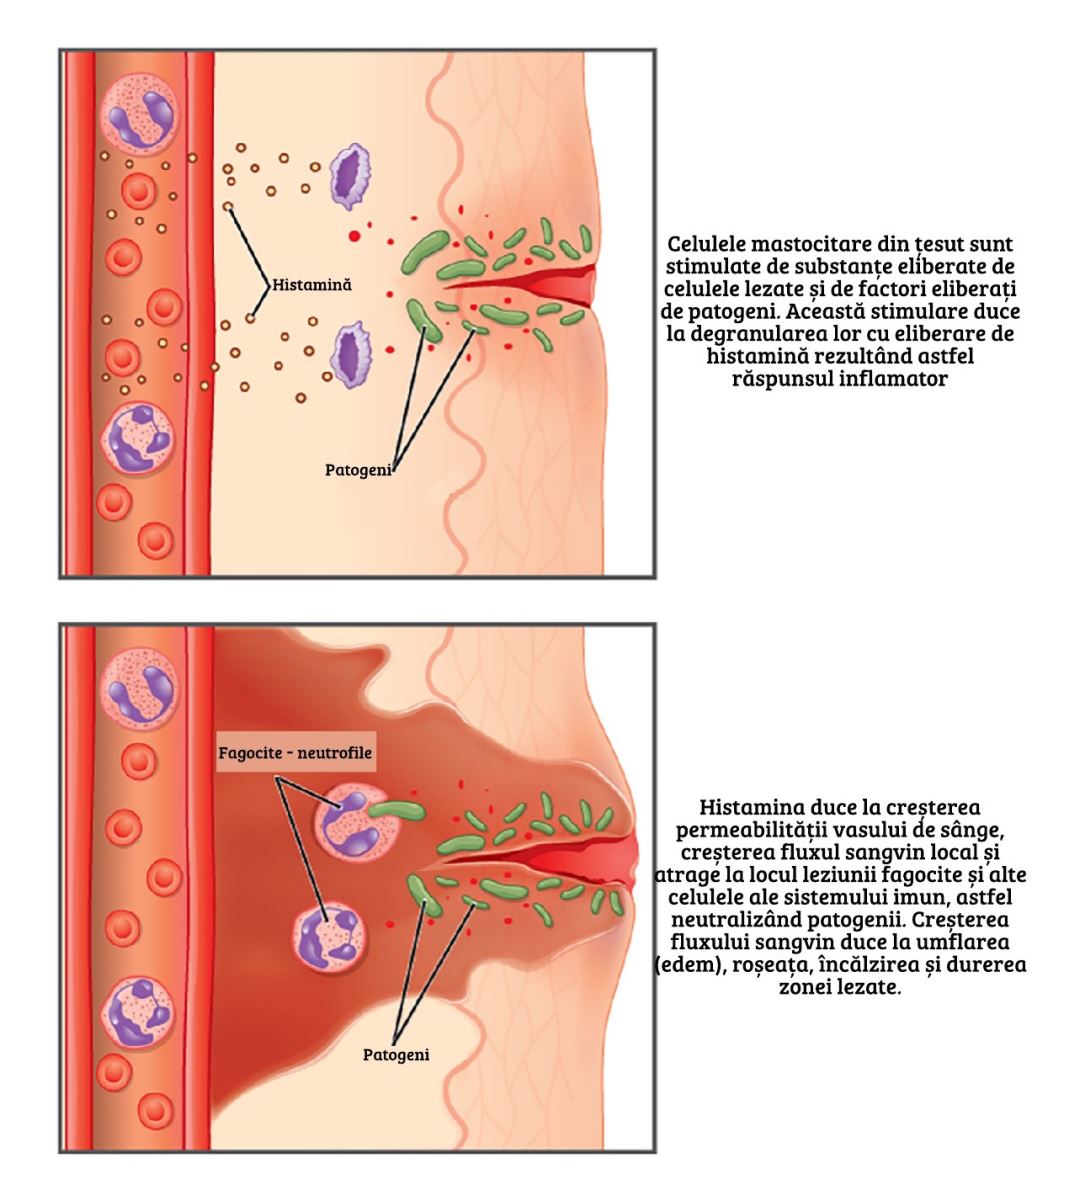 Histamină
Patogeni
Celulele mastocitare din țesut sunt
stimulate de substanțe eliberate de
celulele lezate și de factori eliberați
de patogeni. Această stimulare duce
la degranularea lor cu eliberare de
histamină rezultând astfel
răspunsul inflamator
Fagocite - neutrofile
Patogeni
Histamina duce la creșterea
permeabilității vasului de sânge,
creșterea fluxul sangvin local și
atrage la locul leziunii fagocite și alte
celulele ale sistemului imun, astfel
neutralizând patogenii. Creșterea
fluxului sangvin duce la umflarea
(edem), roșeața, încălzirea și durerea
zonei lezate.